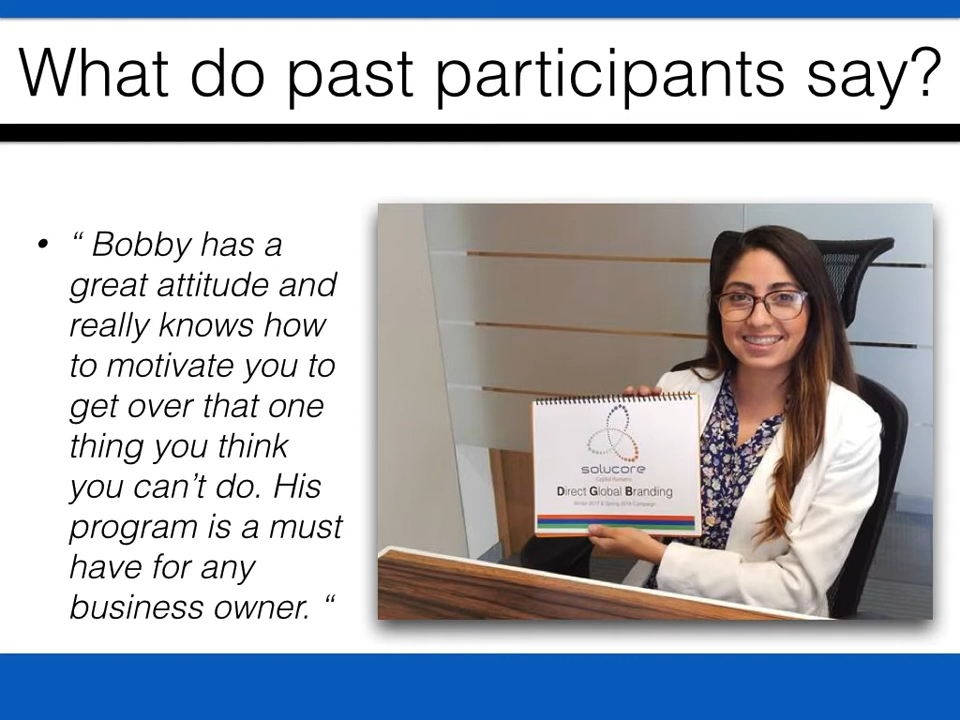 What do past participants say?
• “ Bobby has a
great attitude and
really knows how
to motivate you to
get over that one
thing you think
you can’t do. His
program is a must
have for any
business owner. “
solucore
Capital Humano
Direct Global Branding